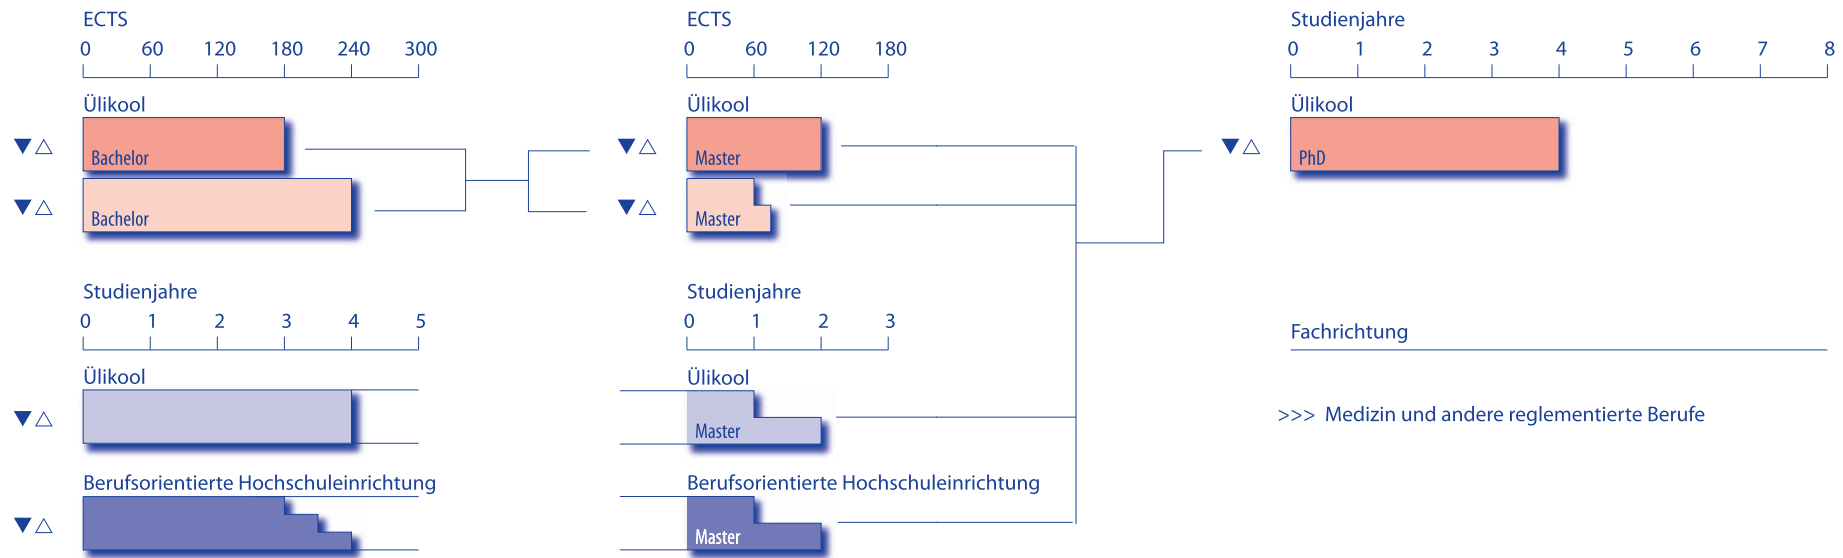 ECTS
0 60 120 180 240 300
Ülikool
Bachelor
Bachelor
Studienjahre
0 1 2 3 4 5
Ülikool
Berufsorientierte Hochschuleinrichtung
ECTS
0 60 120 180
Ülikool
Master
Master
Studienjahre
0 1 2 3
Ülikool
Master
Berufsorientierte Hochschuleinrichtung
Master
Studienjahre
0 1 2 3 4 5 6 7 8
Ülikool
PhD
Fachrichtung
>>> Medizin und andere reglementierte Berufe